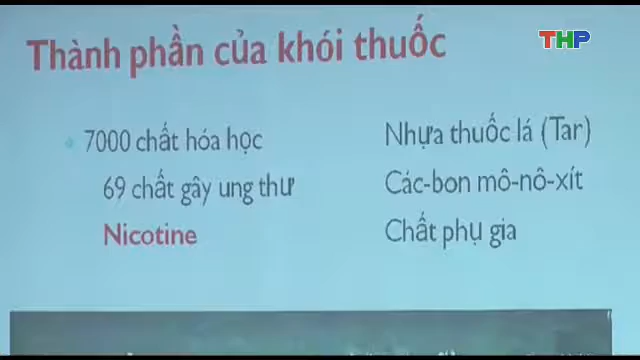 Thành phần của khói thuốc
THP
7000 chất hóa học
69 chất gây ung thư
Nicotine
Nhựa thuốc lá (Tar)
Các-bon mô-nô-xít
Chất phụ gia